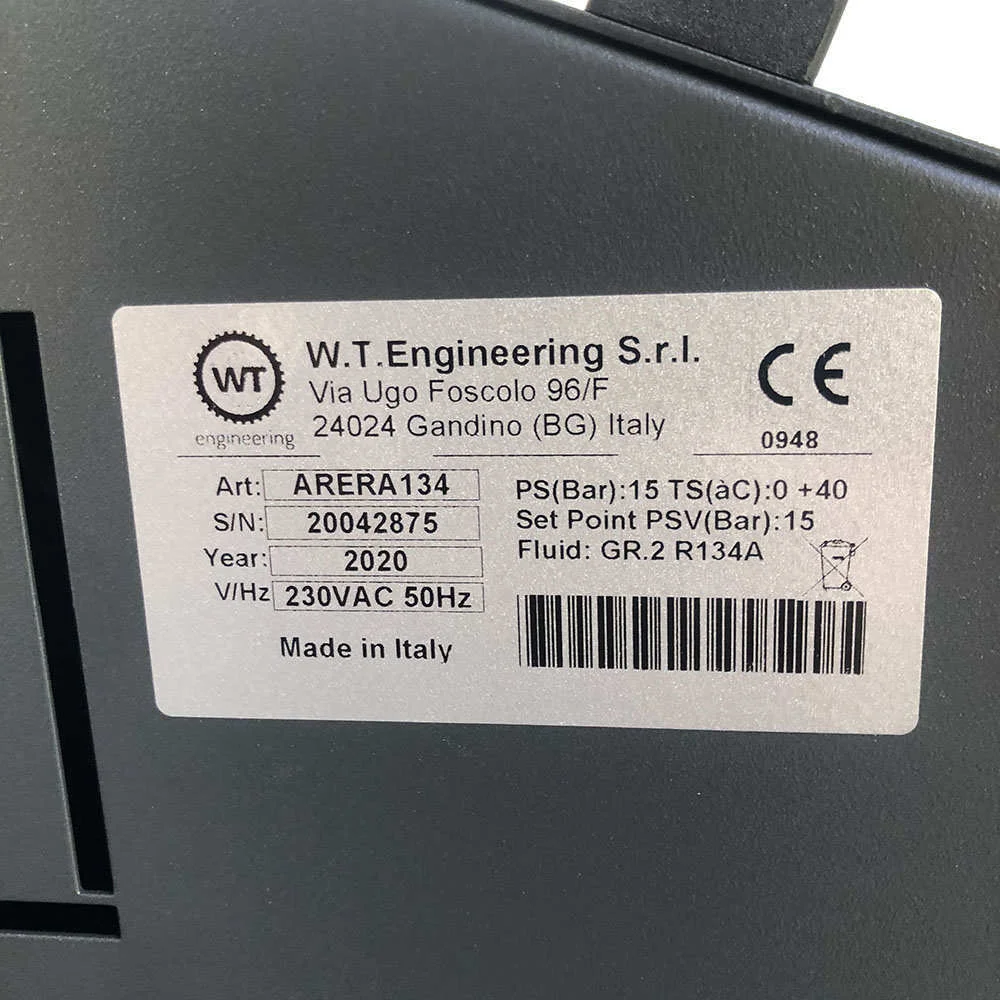 WT
engineering
W.T.Engineering S.r.l.
Via Ugo Foscolo 96/F
24024 Gandino (BG) Italy
CE
0948
Art: ARERA134
S/N: 20042875
Year: 2020
V/Hz 230VAC 50Hz
Made in Italy
PS(Bar):15 TS(àC):0 +40
Set Point PSV(Bar):15
Fluid: GR.2 R134A